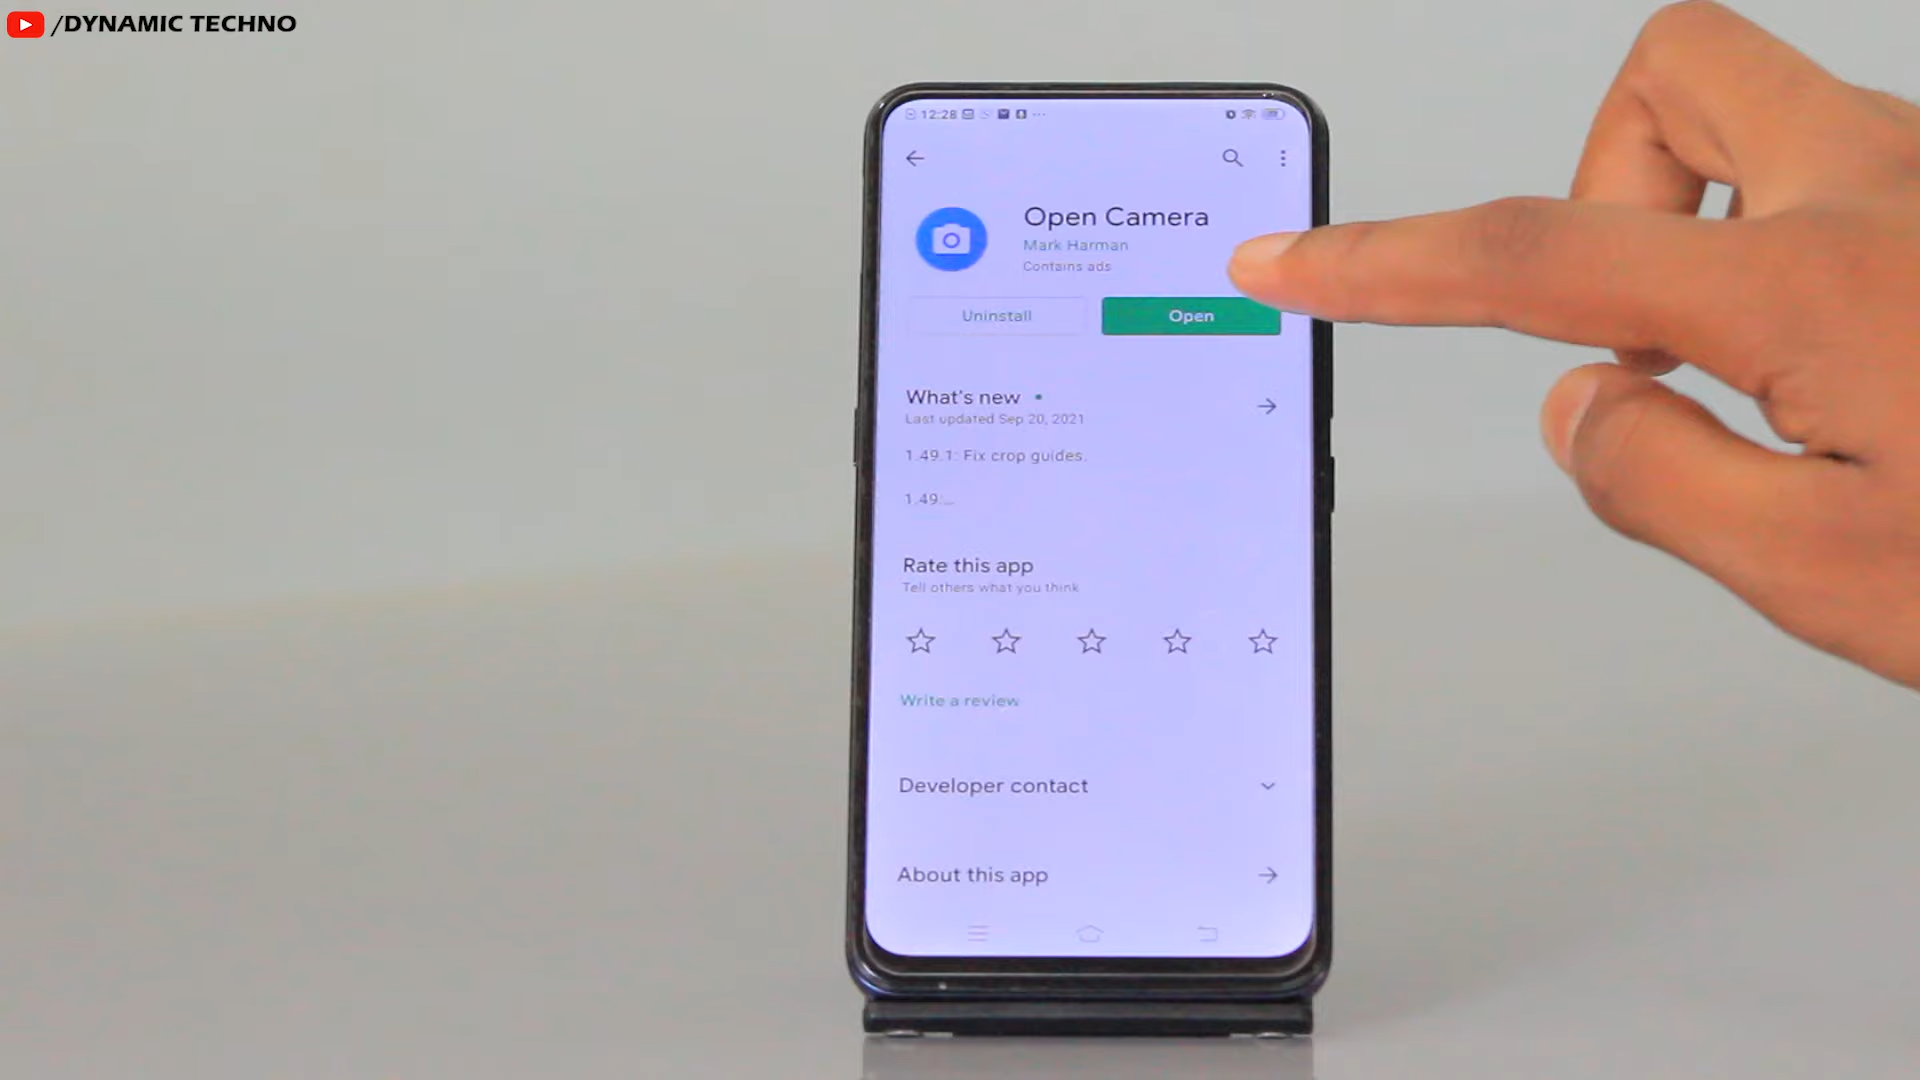 /DYNAMIC TECHNO
12:28
Open Camera
Mark Harman
Contains ads
Uninstall
Open
What's new
Last updated Sep 20, 2021
1.49.1: Fix crop guides.
1.49:...
Rate this app
Tell others what you think
Write a review
Developer contact
About this app